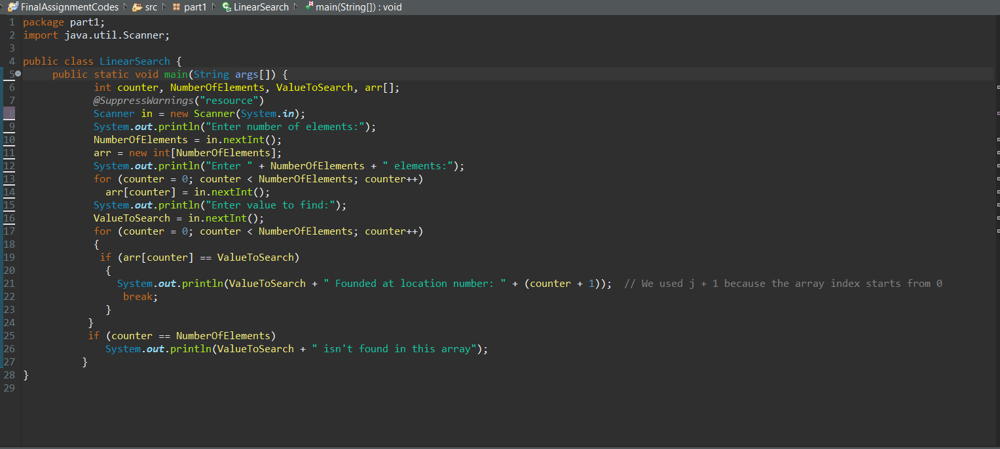 FinalAssignmentCodes src part1 LinearSearch main(String[]) : void
1 package part1;
2 import java.util.Scanner;
3
4 public class LinearSearch {
5 public static void main(String args[]) {
6 int counter, NumberOfElements, ValueToSearch, arr[];
7 @SuppressWarnings("resource")
8 Scanner in = new Scanner(System.in);
9 System.out.println("Enter number of elements:");
10 NumberOfElements = in.nextInt();
11 arr = new int[NumberOfElements];
12 System.out.println("Enter " + NumberOfElements + " elements:");
13 for (counter = 0; counter < NumberOfElements; counter++)
14 arr[counter] = in.nextInt();
15 System.out.println("Enter value to find:");
16 ValueToSearch = in.nextInt();
17 for (counter = 0; counter < NumberOfElements; counter++)
18 {
19 if (arr[counter] == ValueToSearch)
20 {
21 System.out.println(ValueToSearch + " Founded at location number: " + (counter + 1)); // We used j + 1 because the array index starts from 0
22 break;
23 }
24 }
25 if (counter == NumberOfElements)
26 System.out.println(ValueToSearch + " isn't found in this array");
27 }
28 }
29